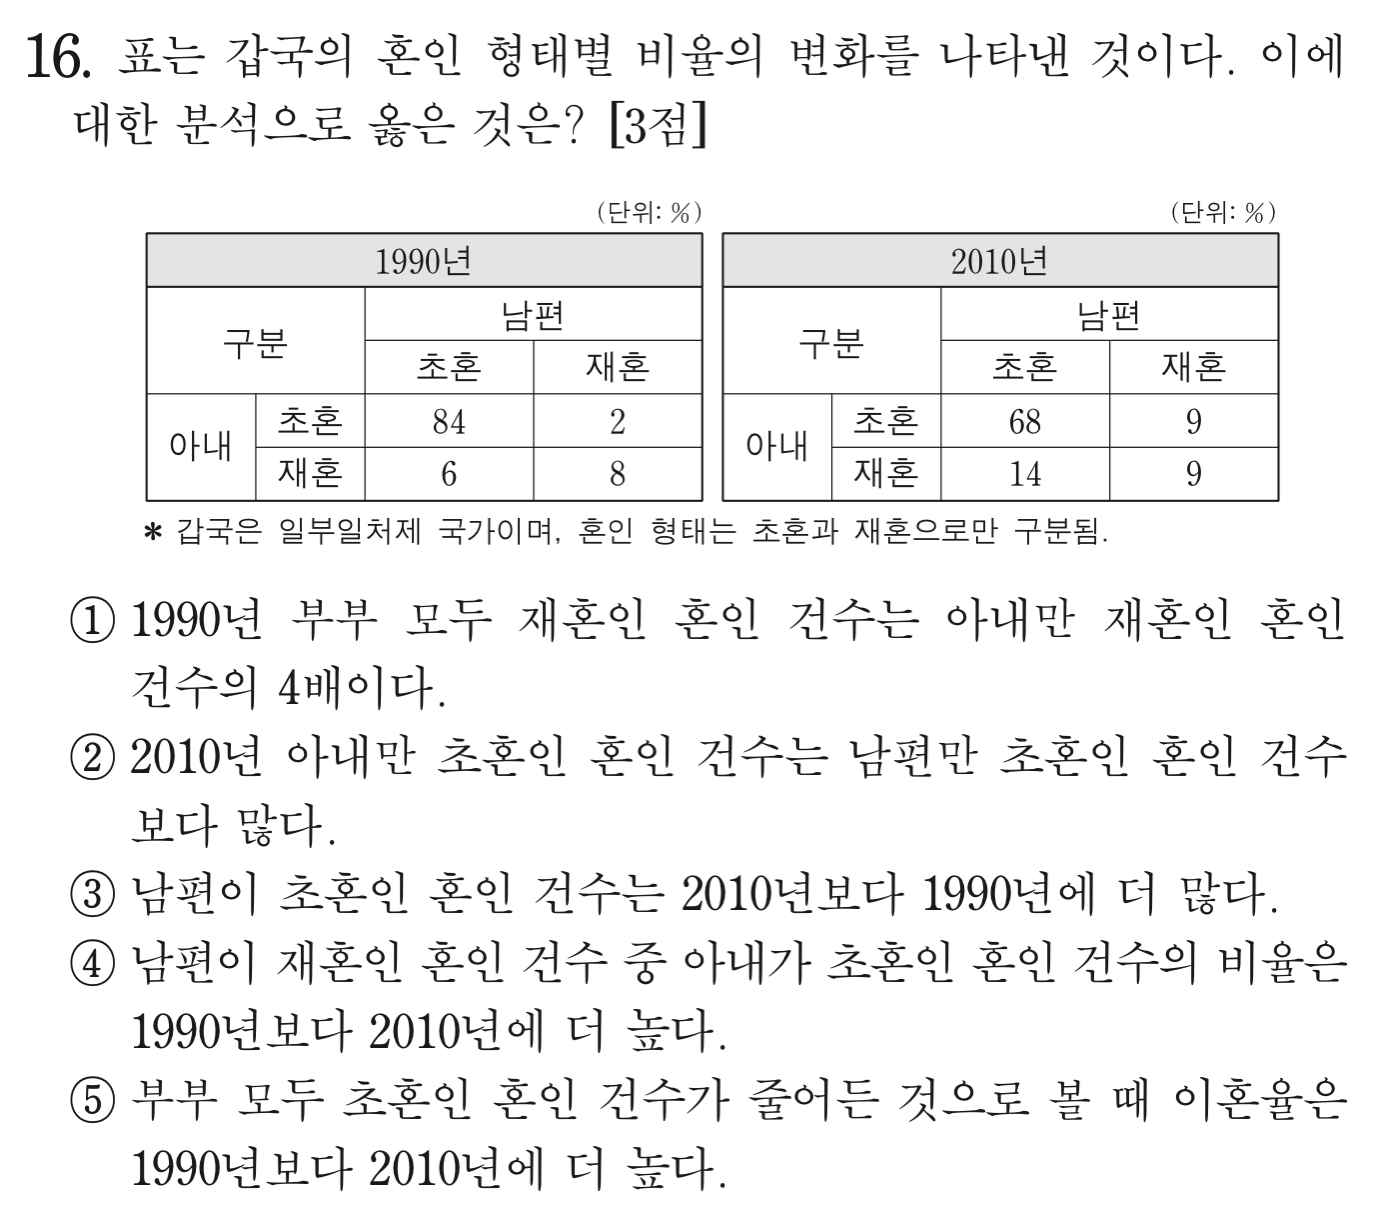 16. 표는 갑국의 혼인 형태별 비율의 변화를 나타낸 것이다. 이에
대한 분석으로 옳은 것은? [3점]
(단위: %) (단위: %)
1990년 2010년
구분 남편 구분 남편
초혼 재혼 초혼 재혼
아내 초혼 84 2 아내 초혼 68 9
재혼 6 8 재혼 14 9
* 갑국은 일부일처제 국가이며, 혼인 형태는 초혼과 재혼으로만 구분됨.
① 1990년 부부 모두 재혼인 혼인 건수는 아내만 재혼인 혼인
건수의 4배이다.
② 2010년 아내만 초혼인 혼인 건수는 남편만 초혼인 혼인 건수
보다 많다.
③ 남편이 초혼인 혼인 건수는 2010년보다 1990년에 더 많다.
④ 남편이 재혼인 혼인 건수 중 아내가 초혼인 혼인 건수의 비율은
1990년보다 2010년에 더 높다.
⑤ 부부 모두 초혼인 혼인 건수가 줄어든 것으로 볼 때 이혼율은
1990년보다 2010년에 더 높다.